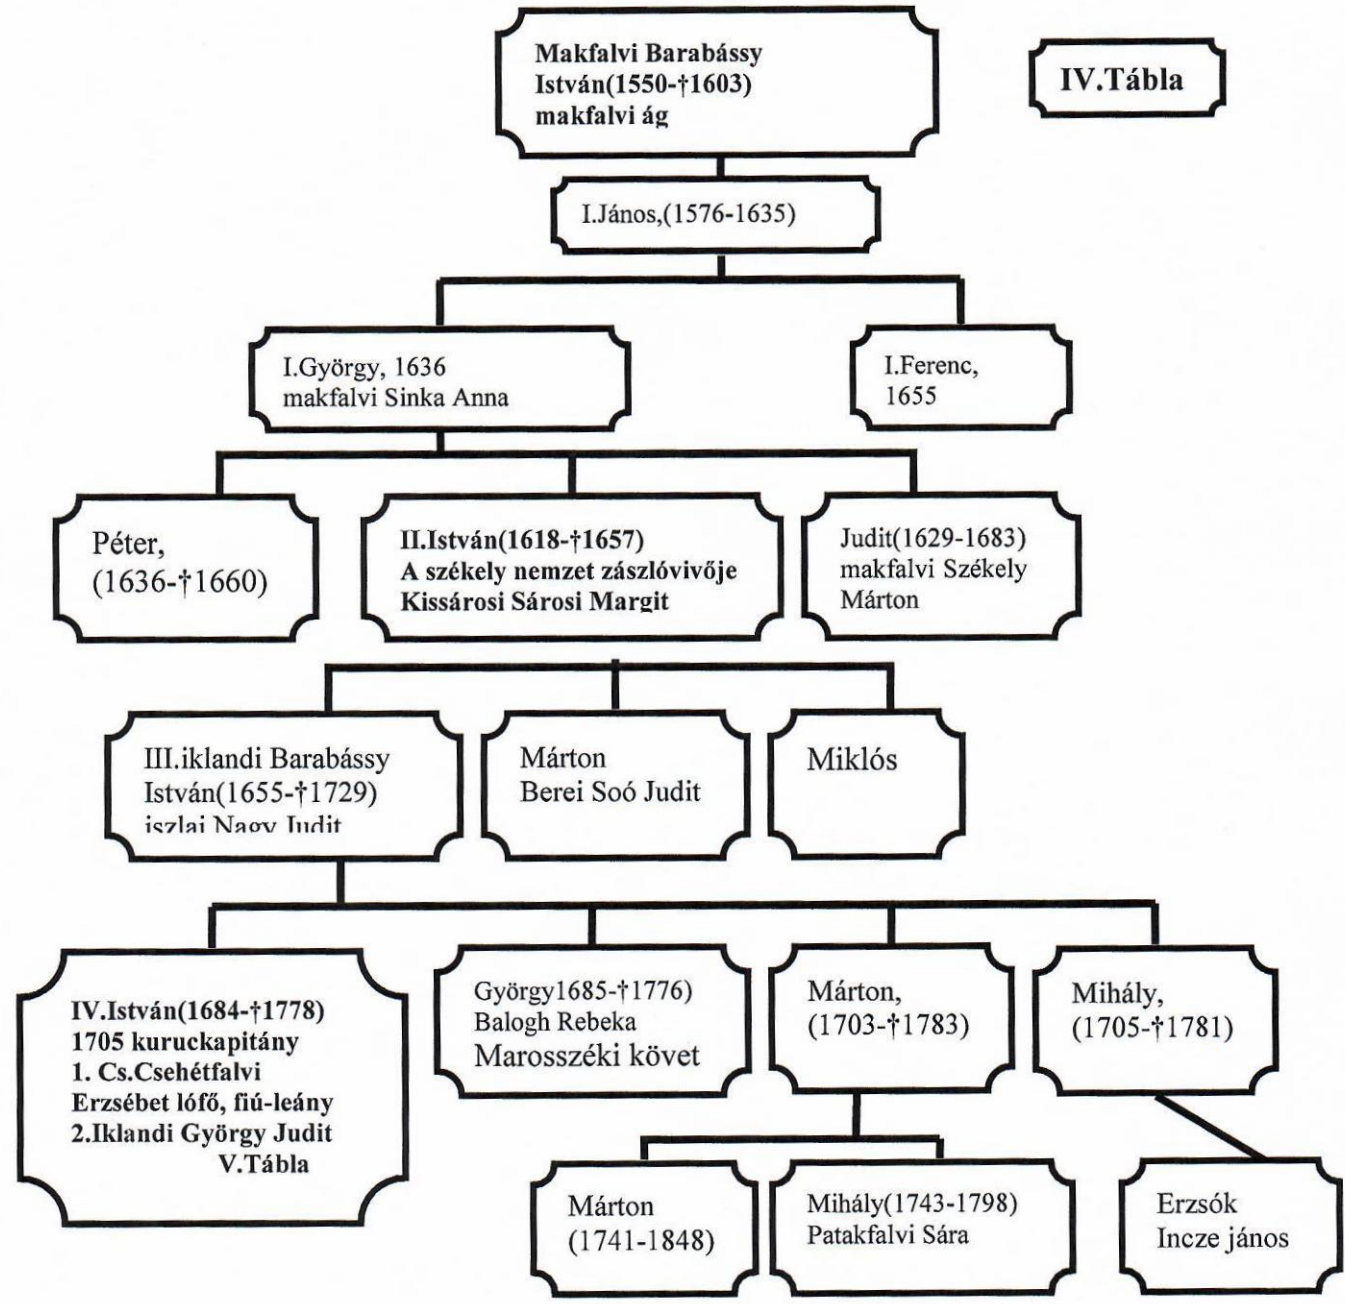 Makfalvi Barabássy
István(1550-†1603)
makfalvi ág
IV.Tábla
I.János,(1576-1635)
I.György, 1636
makfalvi Sinka Anna
I.Ferenc,
1655
Péter,
(1636-†1660)
II.István(1618-†1657)
A székely nemzet zászlóvivője
Kissárosi Sárosi Margit
Judit(1629-1683)
makfalvi Székely
Márton
III.iklandi Barabássy
István(1655-†1729)
iszlai Nagy Judit
Márton
Berei Soó Judit
Miklós
IV.István(1684-†1778)
1705 kuruckapitány
1. Cs.Csehétfalvi
Erzsébet lófő, fiú-leány
2.Iklandi György Judit
V.Tábla
György1685-†1776)
Balogh Rebeka
Marosszéki követ
Márton,
(1703-†1783)
Mihály,
(1705-†1781)
Márton
(1741-1848)
Mihály(1743-1798)
Patakfalvi Sára
Erzsók
Incze jános